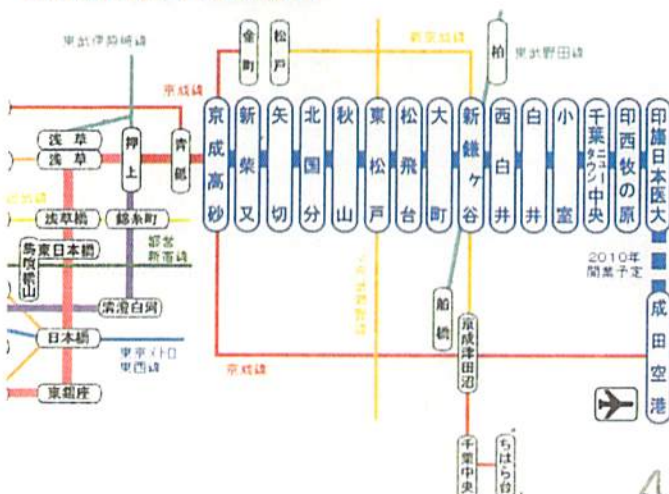 東武伊勢崎線
金町
松戸
新京成線
柏
東武野田線
京成線
浅草
浅草
押上
青砥
京成高砂
新柴又
矢切
北国分
秋山
東松戸
松飛台
大町
新鎌ヶ谷
西白井
白井
小室
千葉ニュータウン中央
印西牧の原
印旛日本医大
浅草橋
錦糸町
東日本橋
馬喰横山
都営
新宿線
清澄白河
日本橋
東京メトロ
東西線
東銀座
京成線
船橋
京成津田沼
2010年
開業予定
成田空港
千葉中央
ちはら台